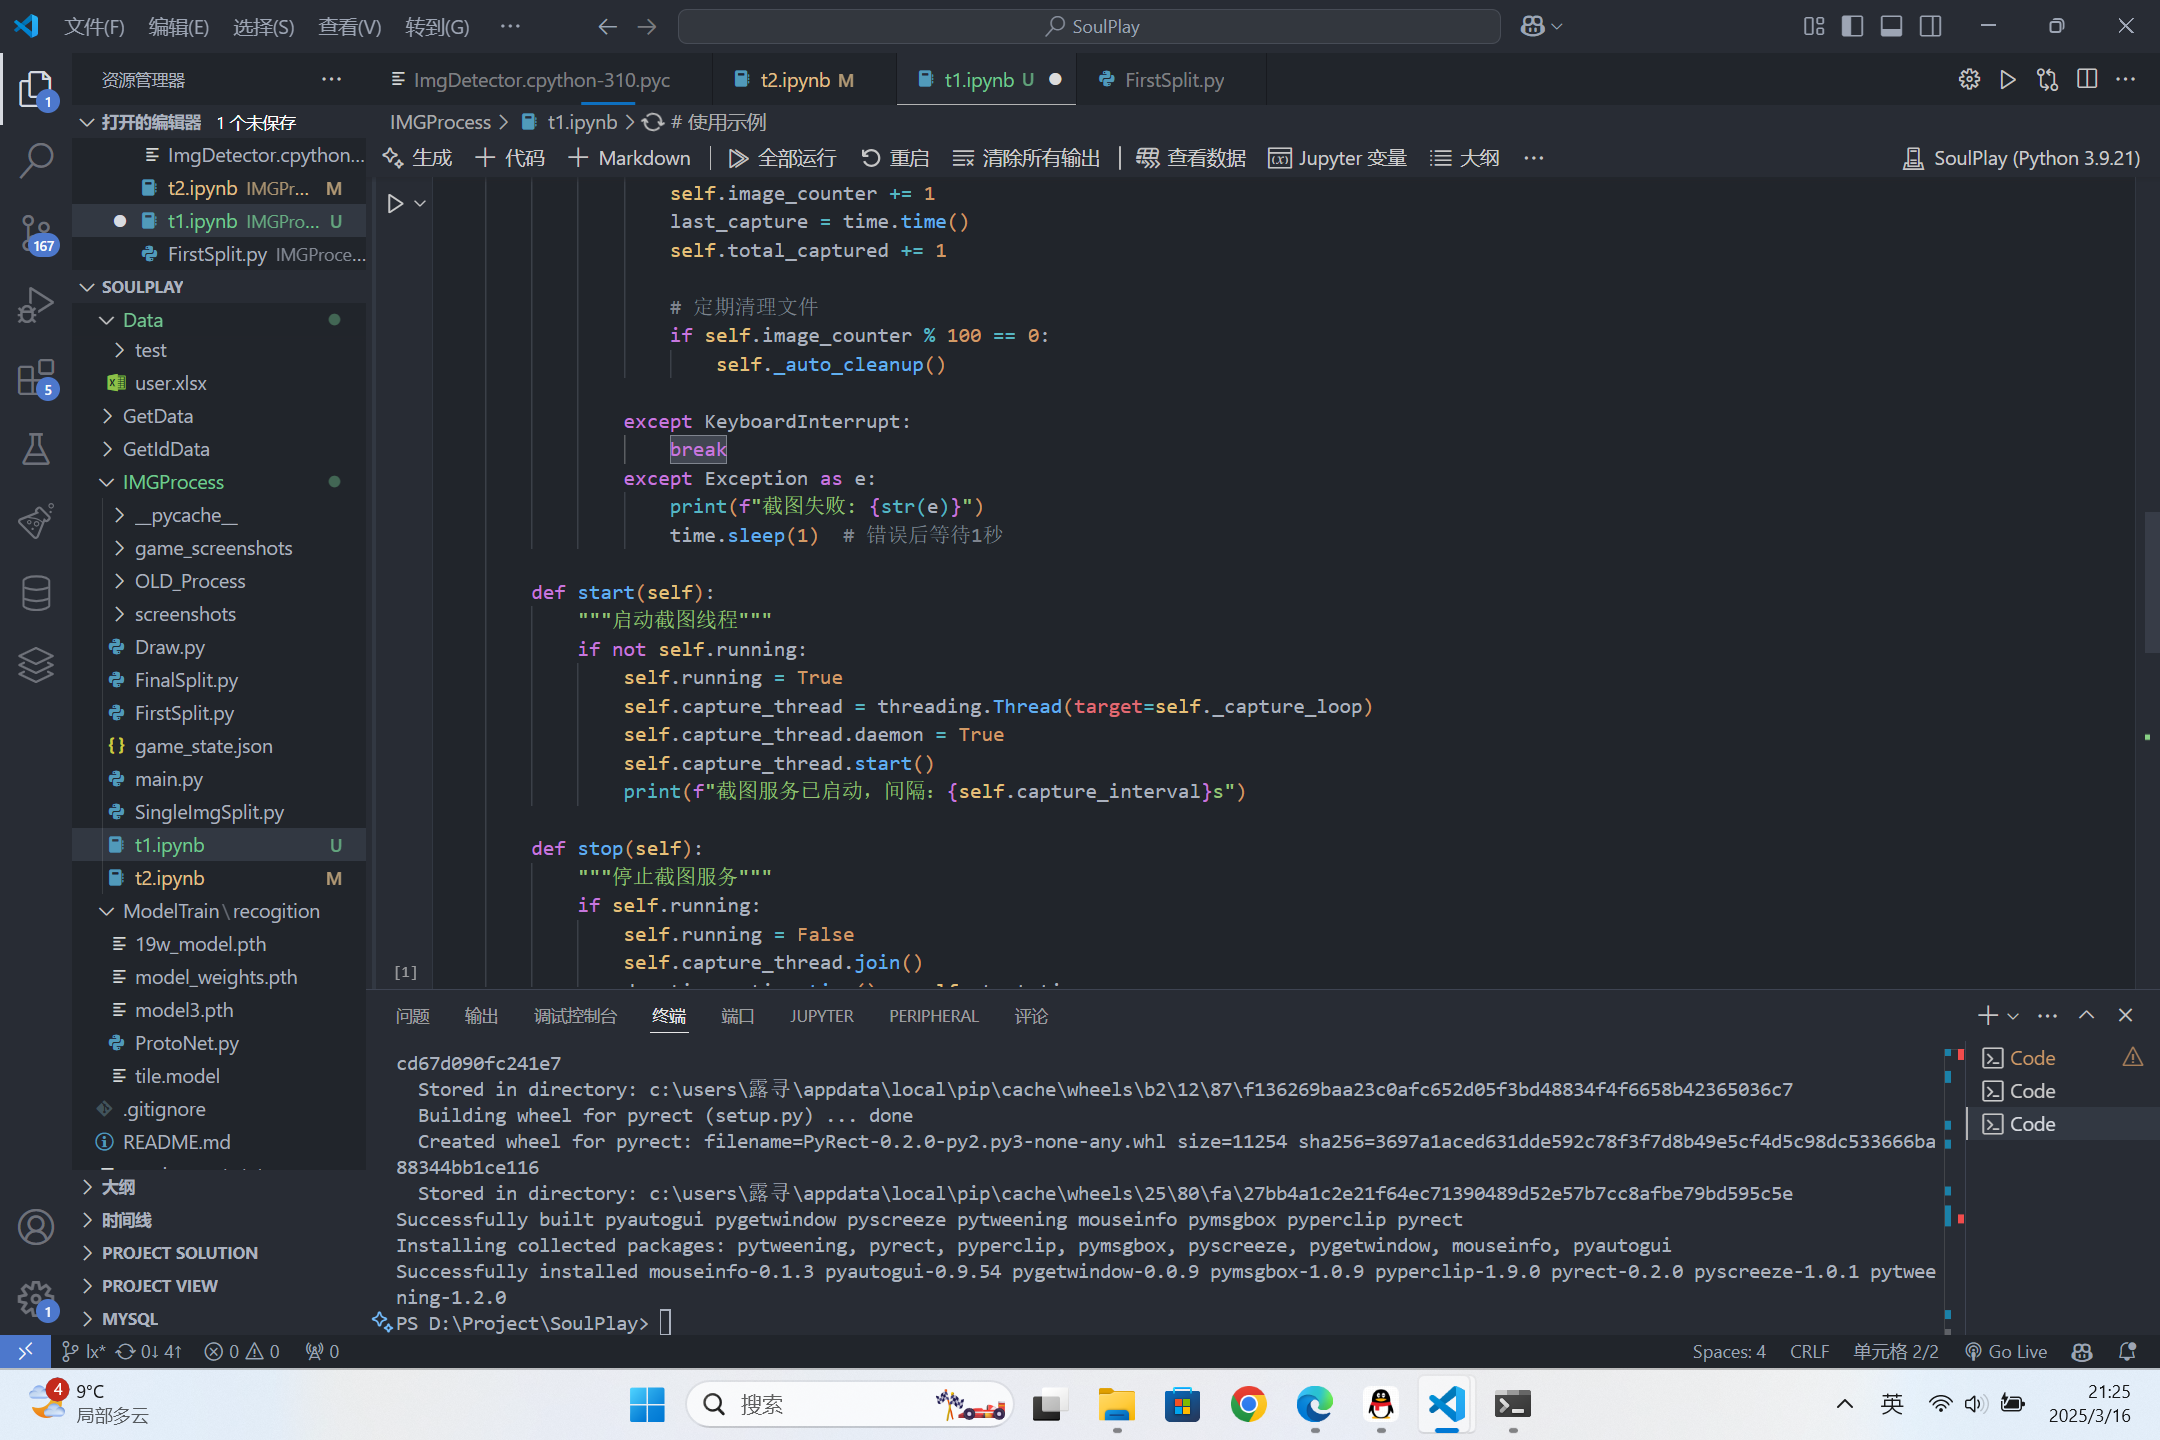 文件(F) 编辑(E) 选择(S) 查看(V) 转到(G) ··· SoulPlay
资源管理器
ImgDetector.cpython-310.pyc t2.ipynb M t1.ipynb U FirstSplit.py
打开的编辑器 1 个未保存
ImgDetector.cpython...
t2.ipynb IMGPr... M
t1.ipynb IMGPro... U
FirstSplit.py IMGProce...
SOULPLAY
Data
test
user.xlsx
GetData
GetIdData
IMGProcess
__pycache__
game_screenshots
OLD_Process
screenshots
Draw.py
FinalSplit.py
FirstSplit.py
game_state.json
main.py
SingleImgSplit.py
t1.ipynb U
t2.ipynb M
ModelTrain\recogition
19w_model.pth
model_weights.pth
model3.pth
ProtoNet.py
tile.model
.gitignore
README.md
大纲
时间线
PROJECT SOLUTION
PROJECT VIEW
MYSQL
1
167
5
1
IMGProcess > t1.ipynb > # 使用示例
生成 + 代码 + Markdown 全部运行 重启 清除所有输出 查看数据 Jupyter 变量 大纲 ··· SoulPlay (Python 3.9.21)
self.image_counter += 1
last_capture = time.time()
self.total_captured += 1
# 定期清理文件
if self.image_counter % 100 == 0:
self._auto_cleanup()
except KeyboardInterrupt:
break
except Exception as e:
print(f"截图失败: {str(e)}")
time.sleep(1)  # 错误后等待1秒
def start(self):
"""启动截图线程"""
if not self.running:
self.running = True
self.capture_thread = threading.Thread(target=self._capture_loop)
self.capture_thread.daemon = True
self.capture_thread.start()
print(f"截图服务已启动，间隔: {self.capture_interval}s")
def stop(self):
"""停止截图服务"""
if self.running:
self.running = False
self.capture_thread.join()
[1]
问题 输出 调试控制台 终端 端口 JUPYTER PERIPHERAL 评论
cd67d090fc241e7
Stored in directory: c:\users\露寻\appdata\local\pip\cache\wheels\b2\12\87\f136269baa23c0afc652d05f3bd48834f4f6658b42365036c7
Building wheel for pyrect (setup.py) ... done
Created wheel for pyrect: filename=PyRect-0.2.0-py2.py3-none-any.whl size=11254 sha256=3697a1aced631dde592c78f3f7d8b49e5cf4d5c98dc533666ba
88344bb1ce116
Stored in directory: c:\users\露寻\appdata\local\pip\cache\wheels\25\80\fa\27bb4a1c2e21f64ec71390489d52e57b7cc8afbe79bd595c5e
Successfully built pyautogui pygetwindow pyscreeze pytweening mouseinfo pymsgbox pyperclip pyrect
Installing collected packages: pytweening, pyrect, pyperclip, pymsgbox, pyscreeze, pygetwindow, mouseinfo, pyautogui
Successfully installed mouseinfo-0.1.3 pyautogui-0.9.54 pygetwindow-0.0.9 pymsgbox-1.0.9 pyperclip-1.9.0 pyrect-0.2.0 pyscreeze-1.0.1 pytwee
ning-1.2.0
PS D:\Project\SoulPlay>
Code
Code
Code
lx* 0↓ 4↑ 0 0 0 Spaces: 4 CRLF 单元格 2/2 Go Live
4 9°C
局部多云
搜索
英
21:25
2025/3/16